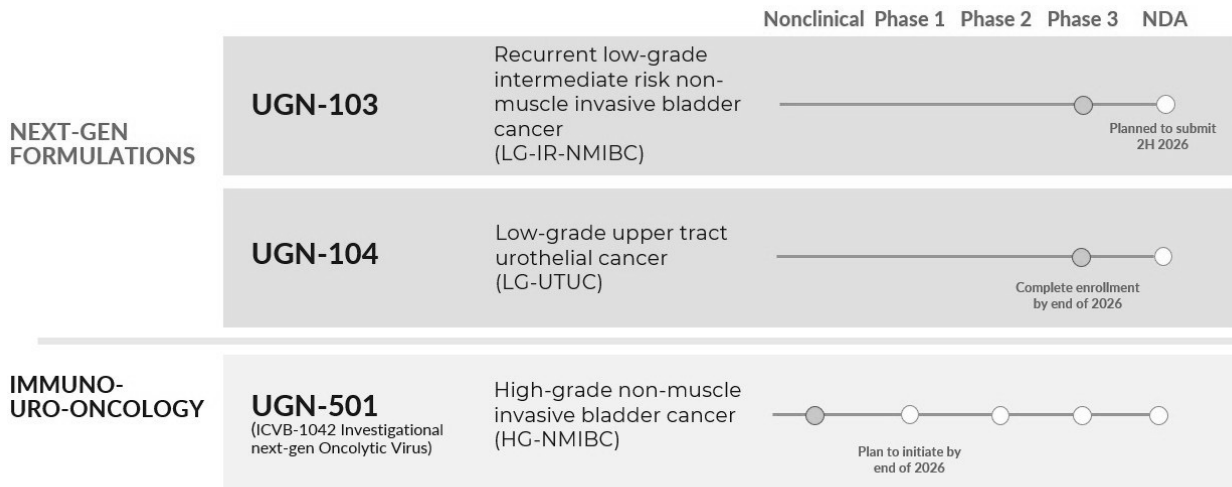 Nonclinical Phase 1 Phase 2 Phase 3 NDA
NEXT-GEN
FORMULATIONS
UGN-103
Recurrent low-grade
intermediate risk non-
muscle invasive bladder
cancer
(LG-IR-NMIBC)
Planned to submit
2H 2026
UGN-104
Low-grade upper tract
urothelial cancer
(LG-UTUC)
Complete enrollment
by end of 2026
IMMUNO-
URO-ONCOLOGY
UGN-501
(ICVB-1042 Investigational
next-gen Oncolytic Virus)
High-grade non-muscle
invasive bladder cancer
(HG-NMIBC)
Plan to initiate by
end of 2026